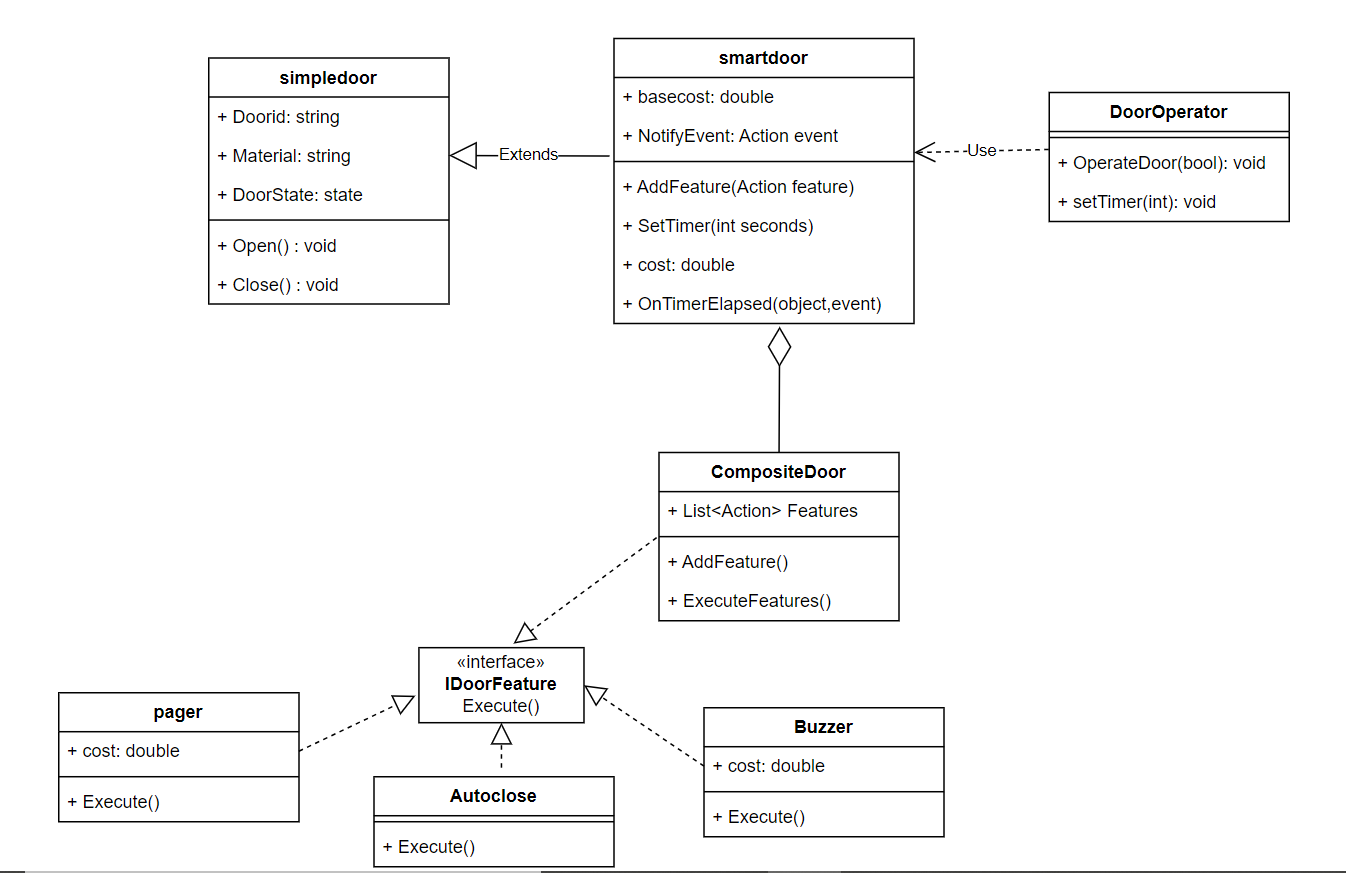 simpledoor
+ Doorid: string
+ Material: string
+ DoorState: state
+ Open() : void
+ Close() : void
Extends
smartdoor
+ basecost: double
+ NotifyEvent: Action event
+ AddFeature(Action feature)
+ SetTimer(int seconds)
+ cost: double
+ OnTimerElapsed(object,event)
Use
DoorOperator
+ OperateDoor(bool): void
+ setTimer(int): void
CompositeDoor
+ List<Action> Features
+ AddFeature()
+ ExecuteFeatures()
«interface»
IDoorFeature
Execute()
pager
+ cost: double
+ Execute()
Autoclose
+ Execute()
Buzzer
+ cost: double
+ Execute()